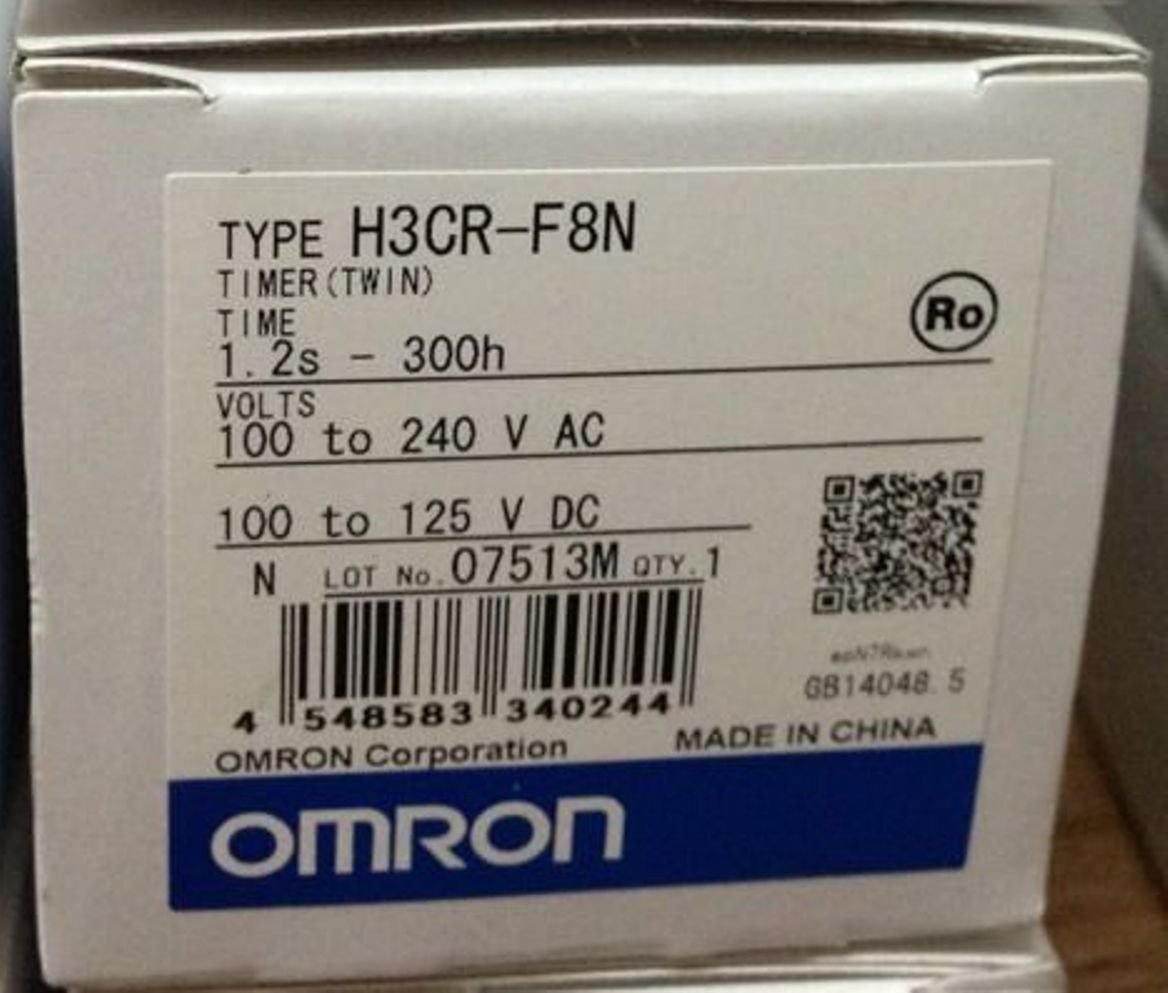 TYPE H3CR-F8N
TIMER(TWIN)
TIME
1.2s - 300h
Ro
VOLTS
100 to 240 V AC
100 to 125 V DC
N LOT No. 07513M QTY.1
4 548583 340244
GB14048.5
OMRON Corporation MADE IN CHINA
OMRON